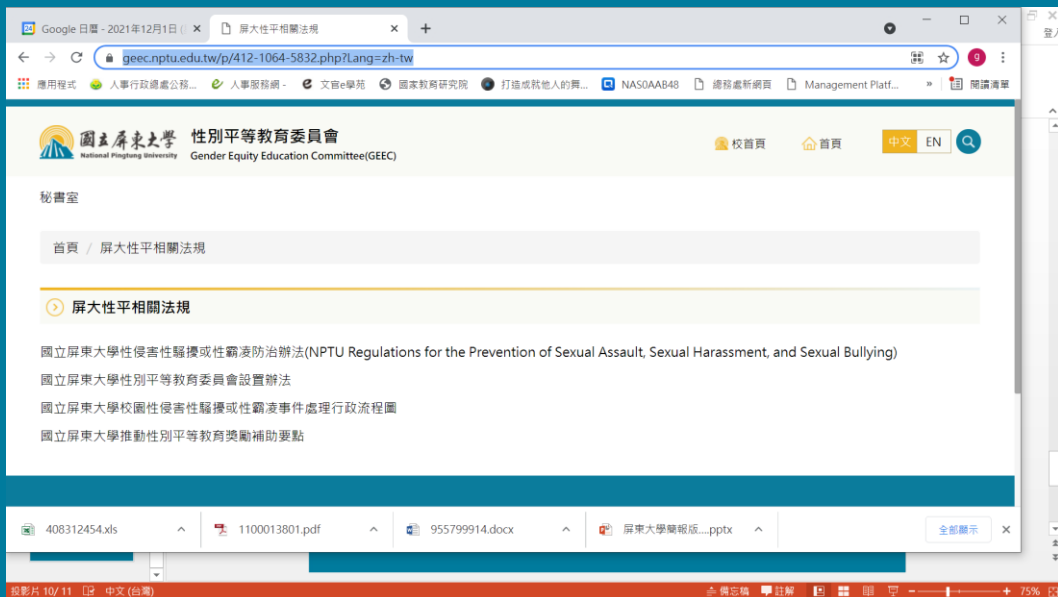 Google 日曆 - 2021年12月1日 (
屏大性平相關法規
登入
geec.nptu.edu.tw/p/412-1064-5832.php?Lang=zh-tw
g
應用程式
人事行政總處公務...
人事服務網 -
文官e學苑
國家教育研究院
打造成就他人的舞...
NAS0AAB48
總務處新網頁
Management Platf...
»
閱讀清單
國立屏東大學
National Pingtung University
性別平等教育委員會
Gender Equity Education Committee(GEEC)
校首頁
首頁
中文
EN
秘書室
首頁 / 屏大性平相關法規
屏大性平相關法規
國立屏東大學性侵害性騷擾或性霸凌防治辦法(NPTU Regulations for the Prevention of Sexual Assault, Sexual Harassment, and Sexual Bullying)
國立屏東大學性別平等教育委員會設置辦法
國立屏東大學校園性侵害性騷擾或性霸凌事件處理行政流程圖
國立屏東大學推動性別平等教育獎勵補助要點
408312454.xls
1100013801.pdf
955799914.docx
屏東大學簡報版....pptx
全部顯示
投影片 10/ 11
中文 (台灣)
備忘稿
註解
75%